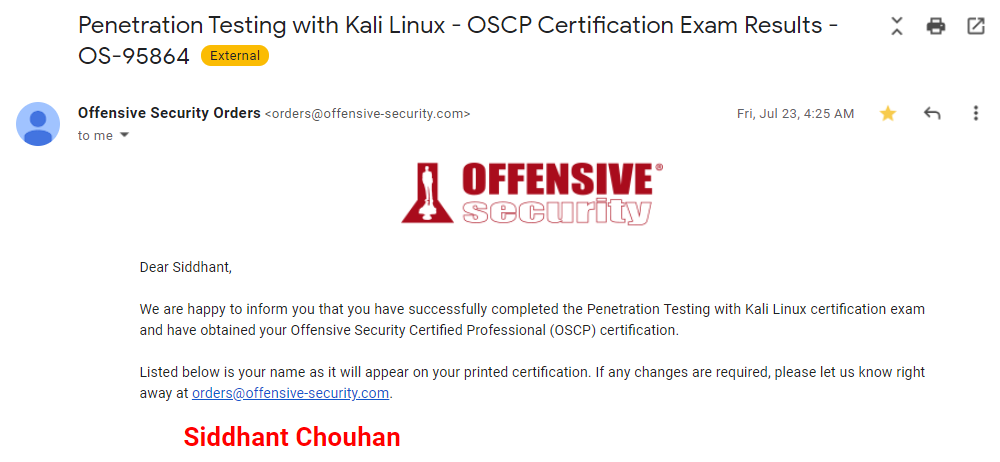 Penetration Testing with Kali Linux - OSCP Certification Exam Results -
OS-95864 External
Offensive Security Orders <orders@offensive-security.com> Fri, Jul 23, 4:25 AM
to me
OFFENSIVE®
security
Dear Siddhant,
We are happy to inform you that you have successfully completed the Penetration Testing with Kali Linux certification exam
and have obtained your Offensive Security Certified Professional (OSCP) certification.
Listed below is your name as it will appear on your printed certification. If any changes are required, please let us know right
away at orders@offensive-security.com.
Siddhant Chouhan